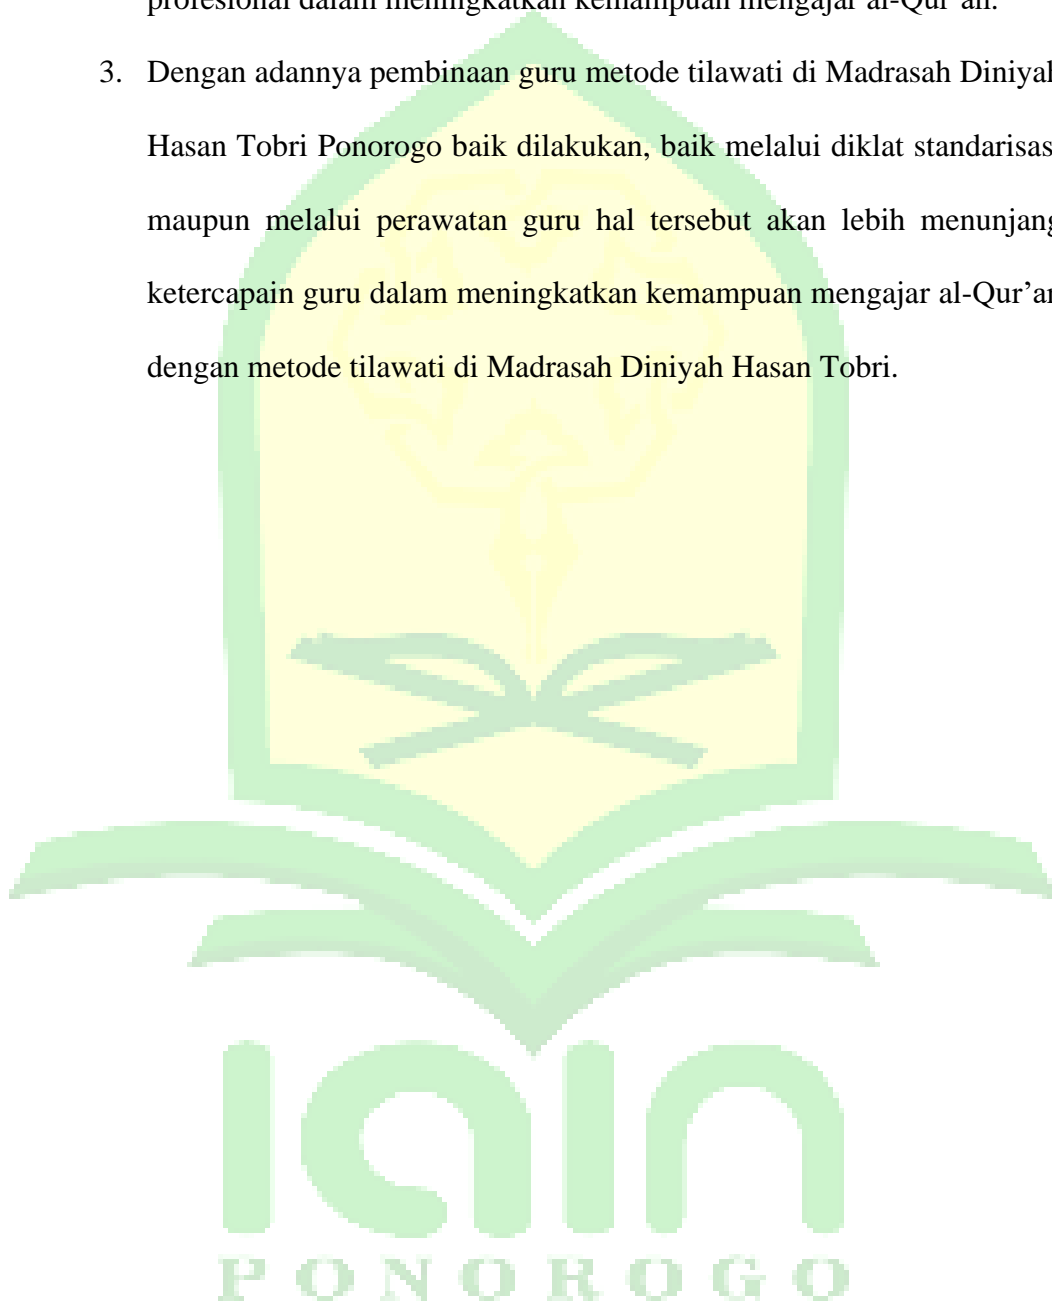 profesional dalam meningkatkan kemampuan mengajar al-Qur'an.
3. Dengan adannya pembinaan guru metode tilawati di Madrasah Diniyah
Hasan Tobri Ponorogo baik dilakukan, baik melalui diklat standarisasi
maupun melalui perawatan guru hal tersebut akan lebih menunjang
ketercapain guru dalam meningkatkan kemampuan mengajar al-Qur’an
dengan metode tilawati di Madrasah Diniyah Hasan Tobri.
iain
PONOROGO